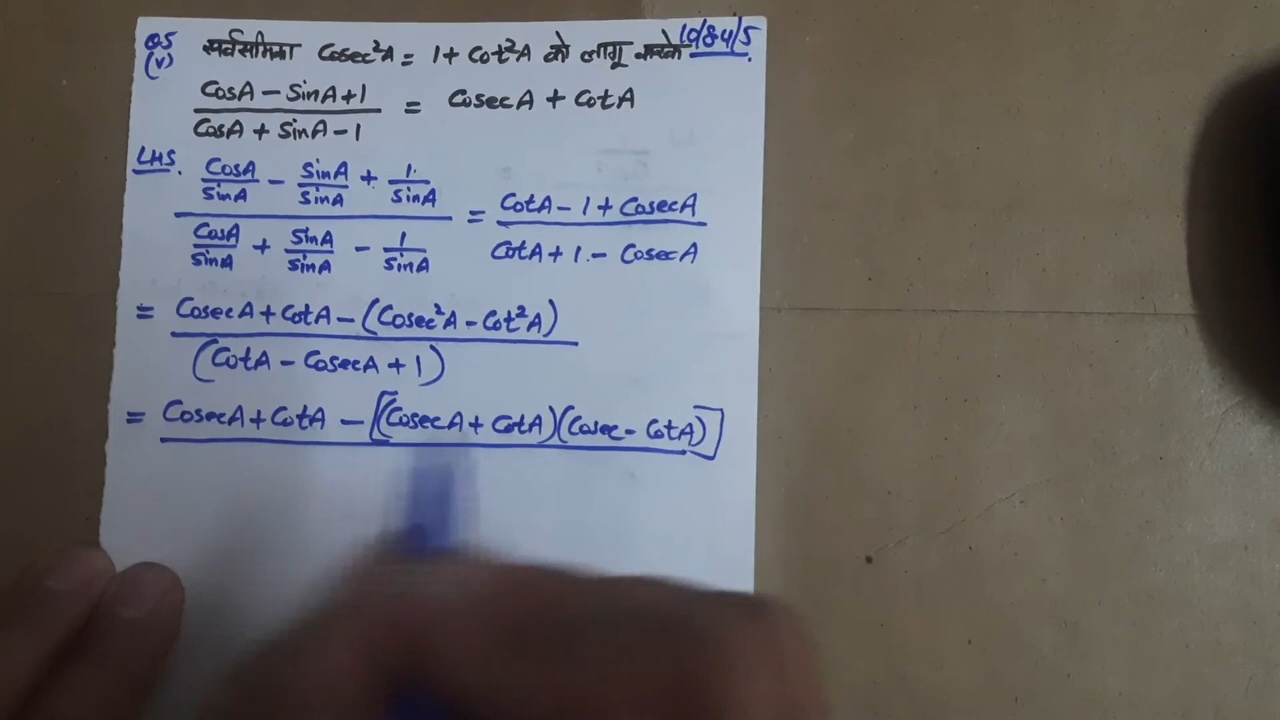 Q5 सर्वसमिका Cosec²A = 1 + Cot²A को लागू करके 10/84/5
(v)
CosA - SinA + 1 / CosA + SinA - 1 = CosecA + CotA
LHS. CosA/SinA - SinA/SinA + 1/SinA / CosA/SinA + SinA/SinA - 1/SinA = CotA - 1 + CosecA / CotA + 1 - CosecA
= CosecA + CotA - (Cosec²A - Cot²A) / (CotA - CosecA + 1)
= CosecA + CotA - [(CosecA + CotA)(Cosec - CotA)]